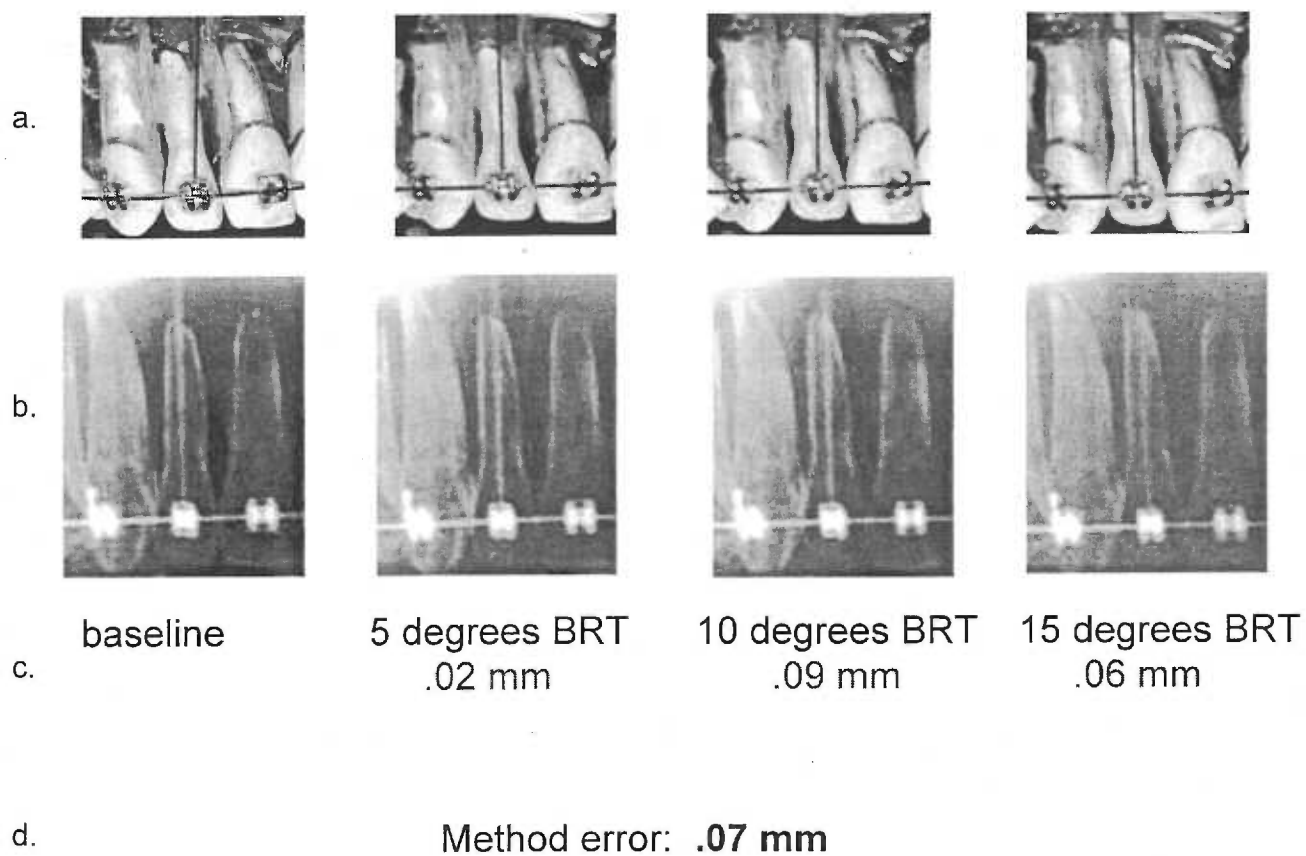 a.
b.
baseline 5 degrees BRT 10 degrees BRT 15 degrees BRT
c. .02 mm .09 mm .06 mm
d. Method error: .07 mm